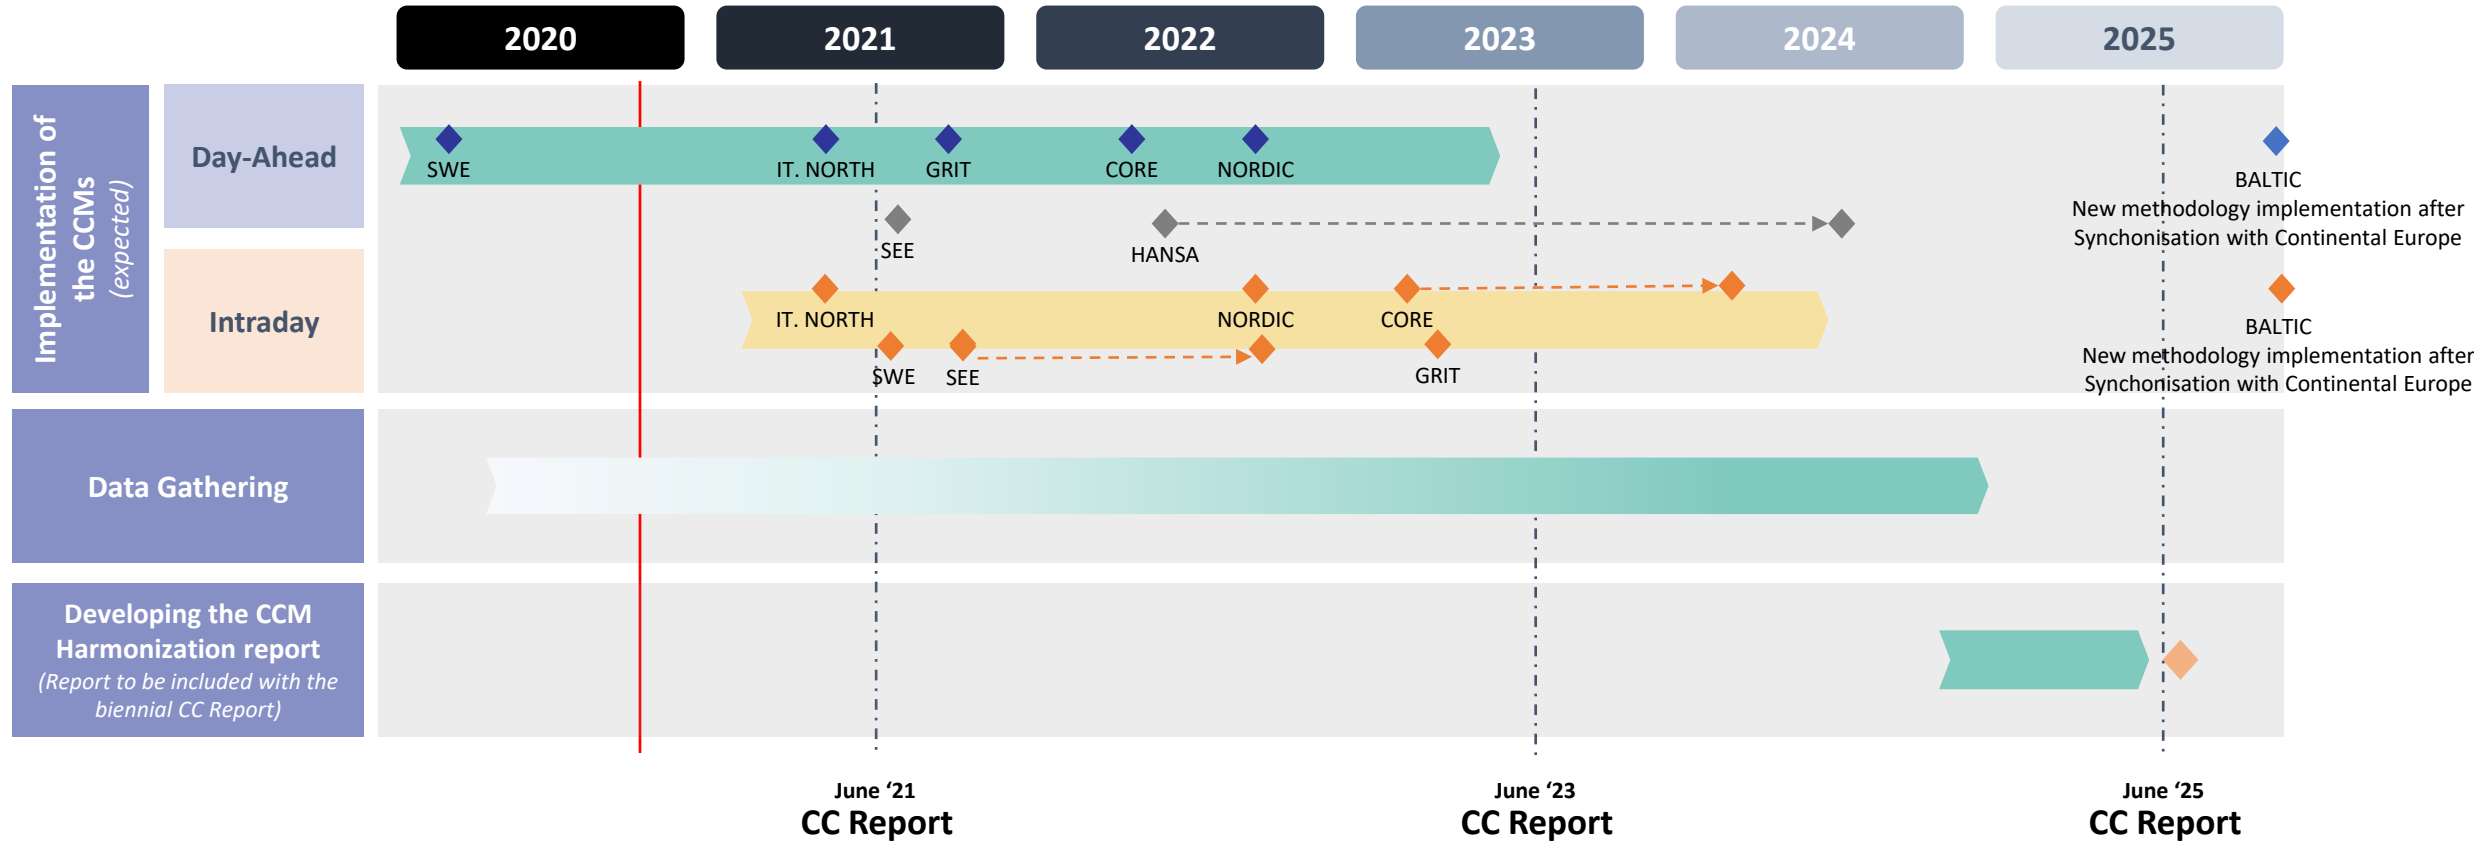 2020
2021
2022
2023
2024
2025
Implementation of
the CCMs
(expected)
Day-Ahead
SWE
IT. NORTH
GRIT
CORE
NORDIC
BALTIC
New methodology implementation after
Synchonisation with Continental Europe
SEE
HANSA
Intraday
IT. NORTH
NORDIC
CORE
BALTIC
New methodology implementation after
Synchonisation with Continental Europe
SWE
SEE
GRIT
Data Gathering
Developing the CCM
Harmonization report
(Report to be included with the
biennial CC Report)
June ‘21
CC Report
June ‘23
CC Report
June ‘25
CC Report